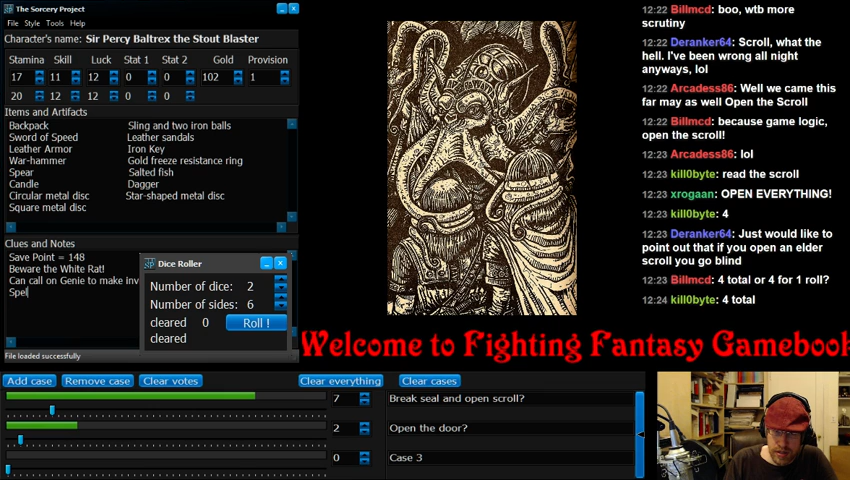 The Sorcery Project
File Style Tools Help
Character's name: Sir Percy Baltrex the Stout Blaster
Stamina Skill Luck Stat 1 Stat 2 Gold Provision
17 11 12 0 0 102 1
20 12 12 0 0
Items and Artifacts
Backpack Sling and two iron balls
Sword of Speed Leather sandals
Leather Armor Iron Key
War-hammer Gold freeze resistance ring
Spear Salted fish
Candle Dagger
Circular metal disc Star-shaped metal disc
Square metal disc
Clues and Notes
Save Point = 148
Beware the White Rat!
Can call on Genie to make inv
Spel
File loaded successfully
Dice Roller
Number of dice: 2
Number of sides: 6
cleared 0 Roll !
cleared
12:22 Billmcd: boo, wtb more
scrutiny
12:22 Deranker64: Scroll, what the
hell. I've been wrong all night
anyways, lol
12:22 Arcadess86: Well we came this
far may as well Open the Scroll
12:22 Billmcd: because game logic,
open the scroll!
12:23 Arcadess86: lol
12:23 kill0byte: read the scroll
12:23 xrogaan: OPEN EVERYTHING!
12:23 kill0byte: 4
12:23 Deranker64: Just would like to
point out that if you open an elder
scroll you go blind
12:23 Billmcd: 4 total or 4 for 1 roll?
12:24 kill0byte: 4 total
Welcome to Fighting Fantasy Gamebook
Add case Remove case Clear votes Clear everything Clear cases
7 Break seal and open scroll?
2 Open the door?
0 Case 3